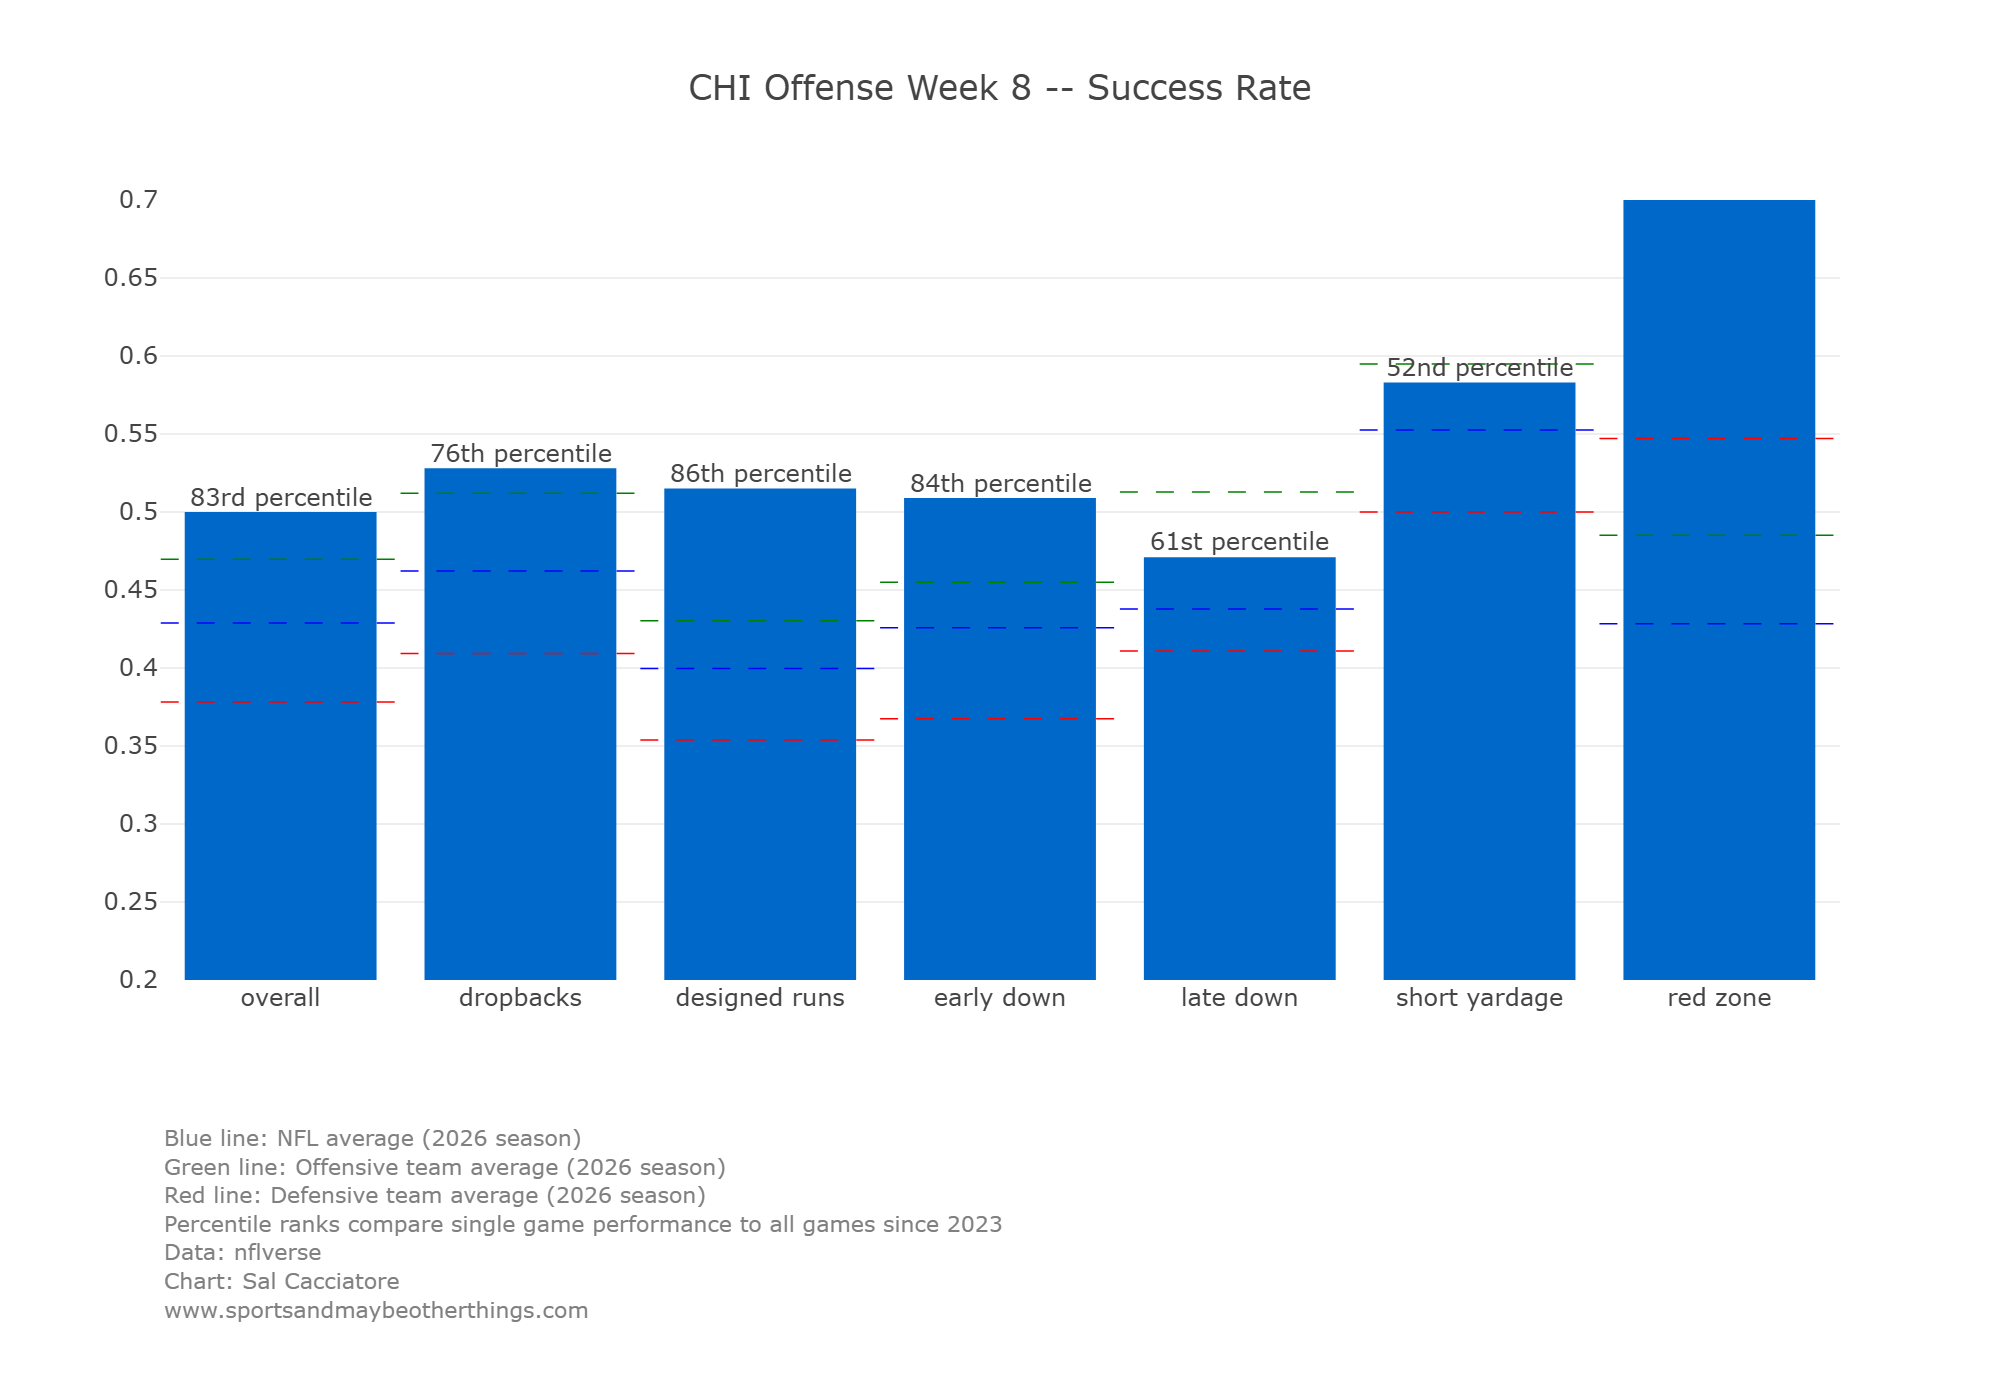 CHI Offense Week 8 -- Success Rate
0.7
0.65
0.6
0.55
0.5
0.45
0.4
0.35
0.3
0.25
0.2
83rd percentile
76th percentile
86th percentile
84th percentile
61st percentile
52nd percentile
overall
dropbacks
designed runs
early down
late down
short yardage
red zone
Blue line: NFL average (2026 season)
Green line: Offensive team average (2026 season)
Red line: Defensive team average (2026 season)
Percentile ranks compare single game performance to all games since 2023
Data: nflverse
Chart: Sal Cacciatore
www.sportsandmaybeotherthings.com